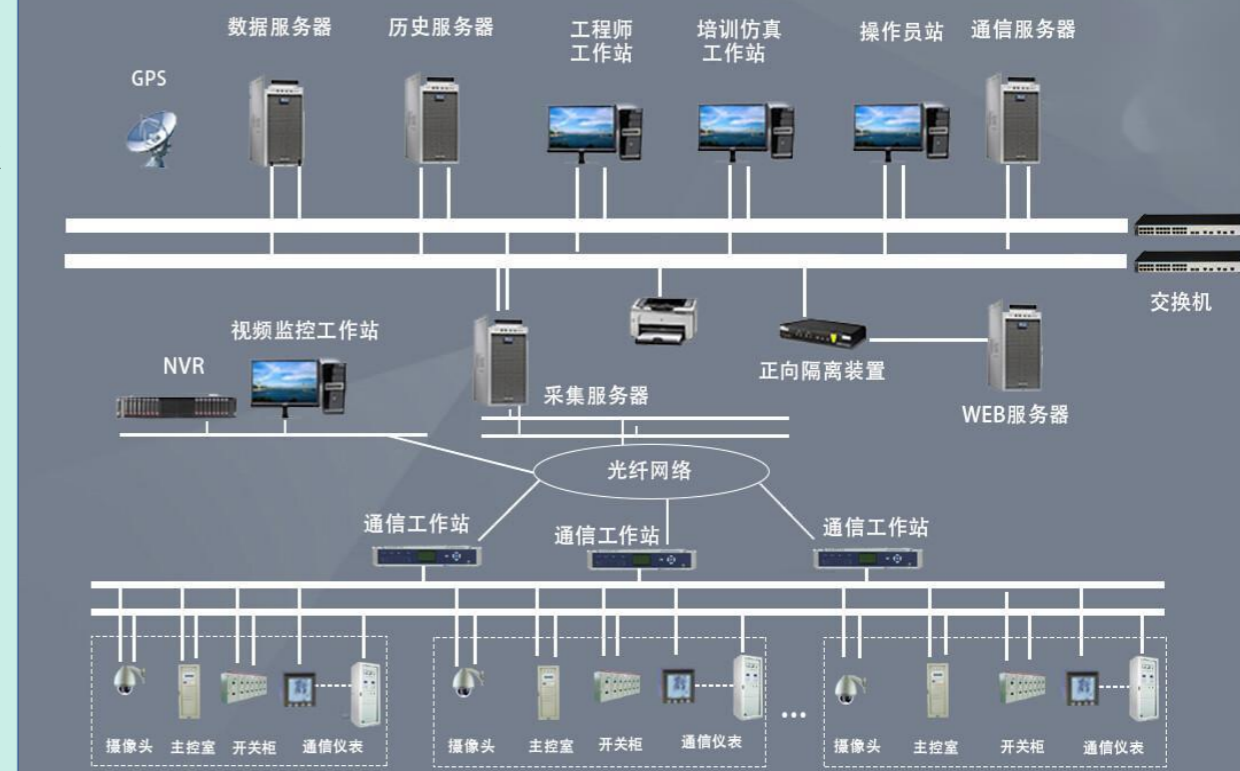 数据服务器
历史服务器
工程师
工作站
培训仿真
工作站
操作员站
通信服务器
GPS
交换机
视频监控工作站
NVR
采集服务器
正向隔离装置
WEB服务器
光纤网络
通信工作站
通信工作站
通信工作站
摄像头
主控室
开关柜
通信仪表
摄像头
主控室
开关柜
通信仪表
...
摄像头
主控室
开关柜
通信仪表